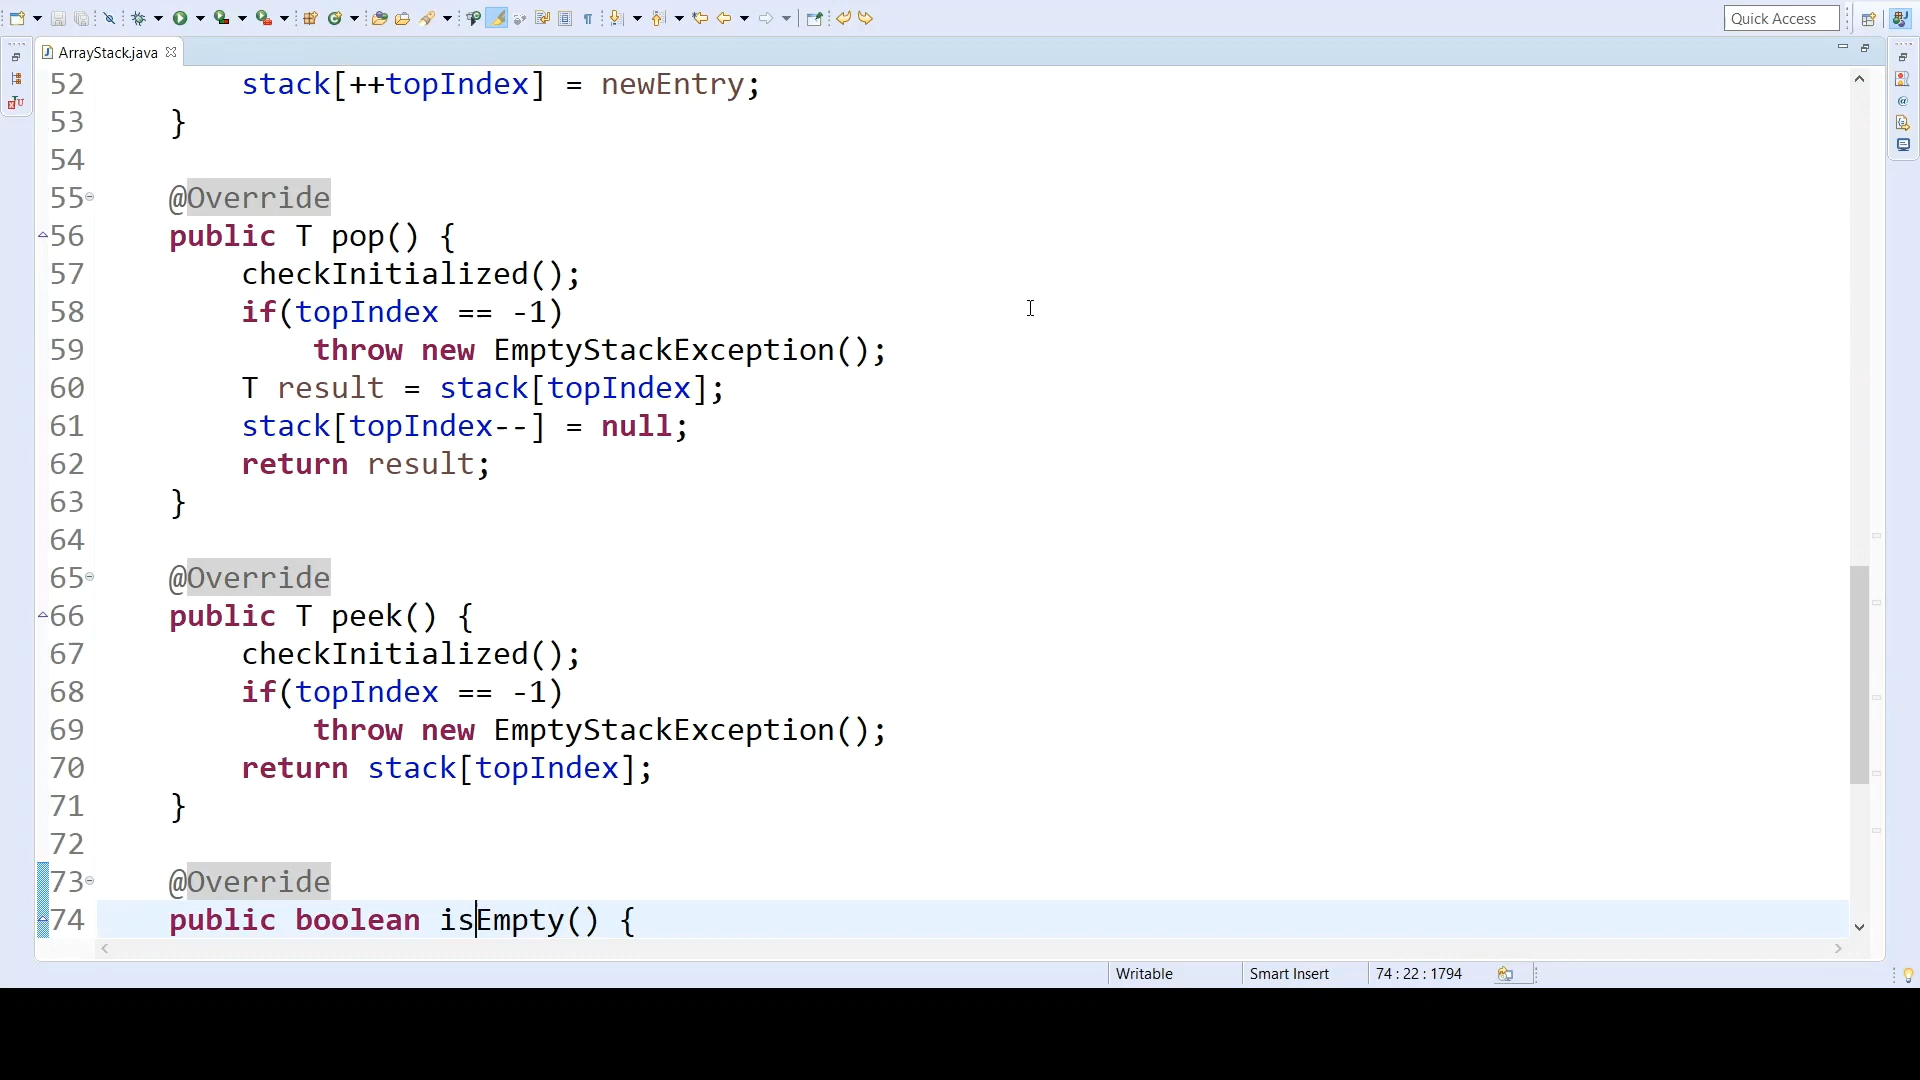 Quick Access
ArrayStack.java
52 stack[++topIndex] = newEntry;
53 }
54
55 @Override
56 public T pop() {
57 checkInitialized();
58 if(topIndex == -1)
59 throw new EmptyStackException();
60 T result = stack[topIndex];
61 stack[topIndex--] = null;
62 return result;
63 }
64
65 @Override
66 public T peek() {
67 checkInitialized();
68 if(topIndex == -1)
69 throw new EmptyStackException();
70 return stack[topIndex];
71 }
72
73 @Override
74 public boolean isEmpty() {
Writable Smart Insert 74 : 22 : 1794